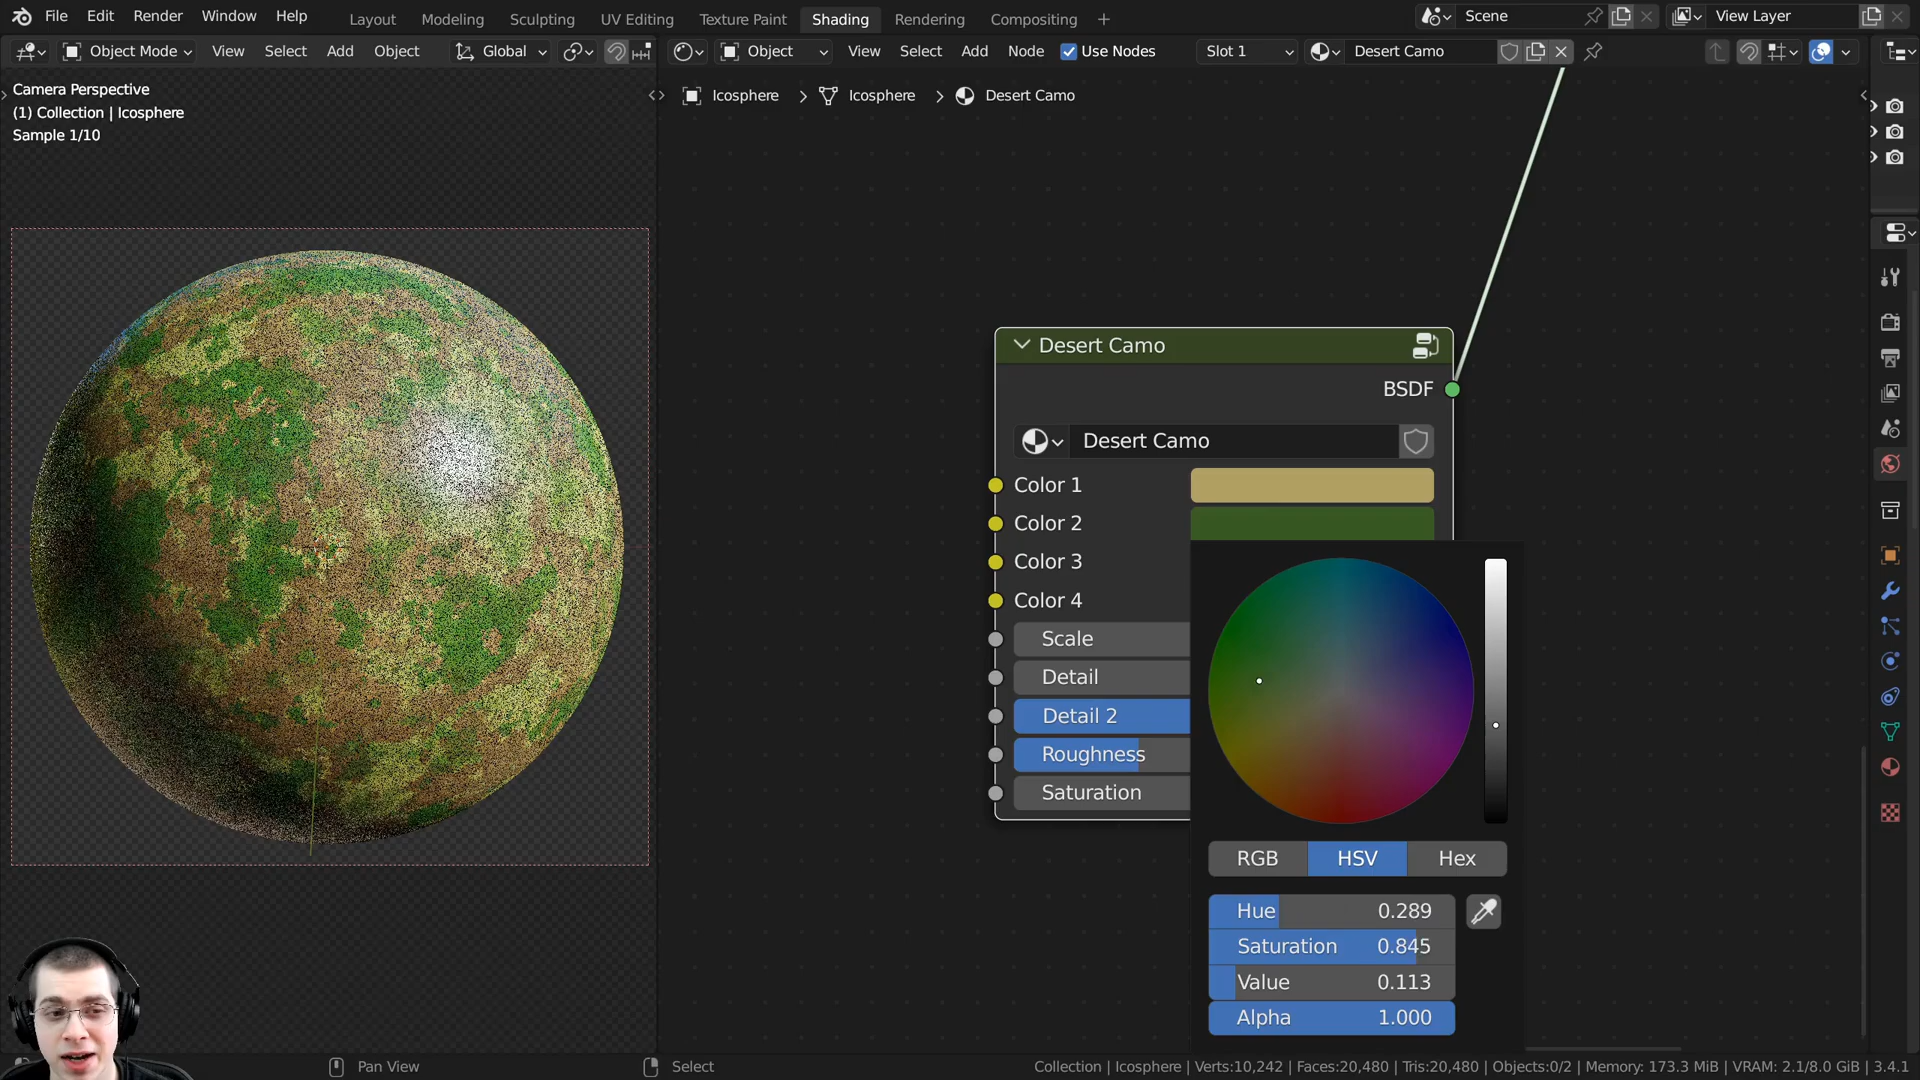 File Edit Render Window Help Layout Modeling Sculpting UV Editing Texture Paint Shading Rendering Compositing + Scene View Layer
Object Mode View Select Add Object Global Object View Select Add Node Use Nodes Slot 1 Desert Camo
Camera Perspective
(1) Collection | Icosphere
Sample 1/10
Icosphere > Icosphere > Desert Camo
Desert Camo
BSDF
Desert Camo
Color 1
Color 2
Color 3
Color 4
Scale
Detail
Detail 2
Roughness
Saturation
RGB HSV Hex
Hue 0.289
Saturation 0.845
Value 0.113
Alpha 1.000
Pan View Select Collection | Icosphere | Verts:10,242 | Faces:20,480 | Tris:20,480 | Objects:0/2 | Memory: 173.3 MiB | VRAM: 2.1/8.0 GiB | 3.4.1